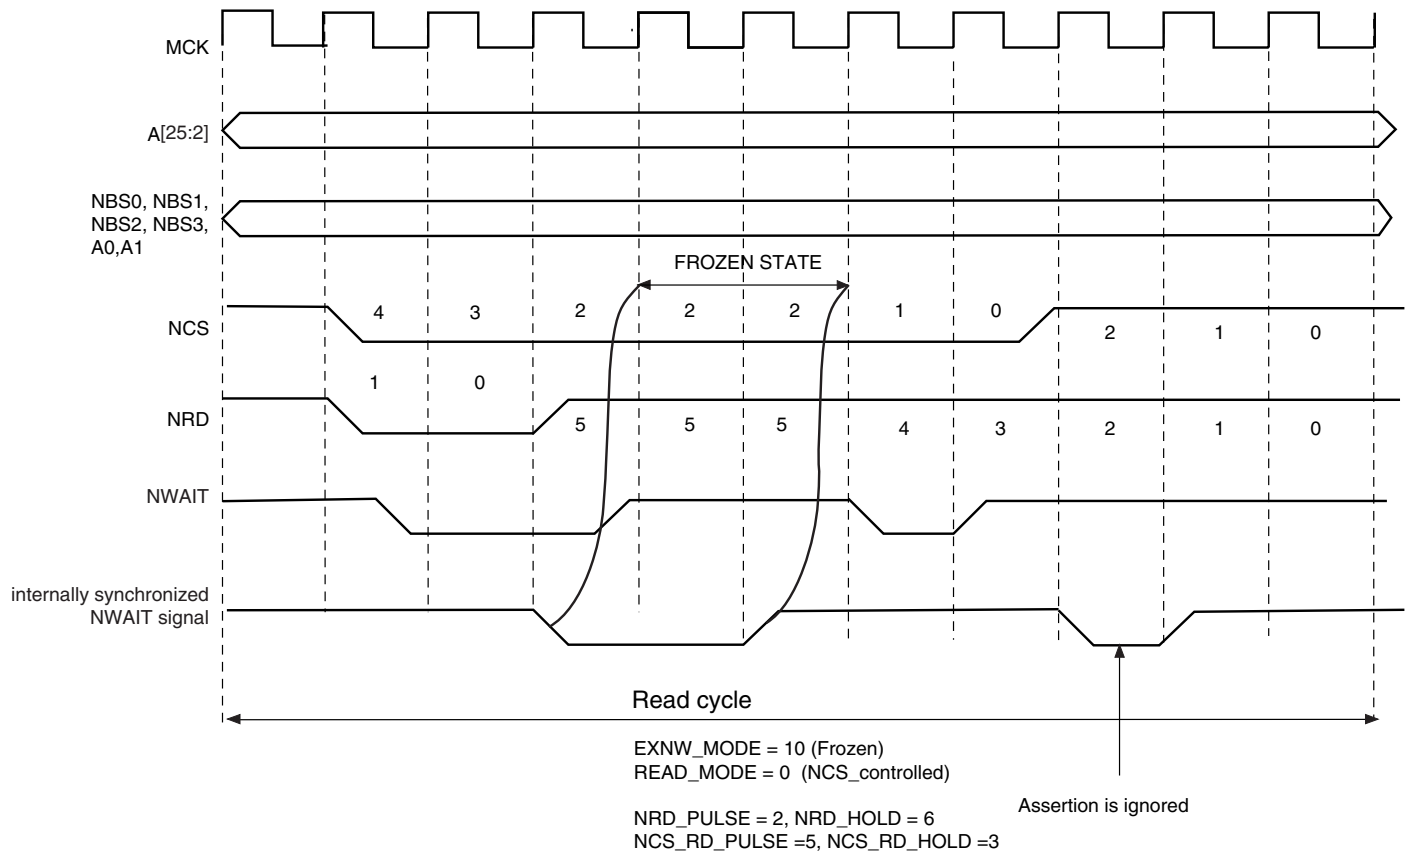 MCK
A[25:2]
NBS0, NBS1,
NBS2, NBS3,
A0,A1
FROZEN STATE
NCS
4 3 2 2 2 1 0
2 1 0
1 0
NRD
5 5 5 4 3 2 1 0
NWAIT
internally synchronized
NWAIT signal
Read cycle
EXNW_MODE = 10 (Frozen)
READ_MODE = 0 (NCS_controlled)
Assertion is ignored
NRD_PULSE = 2, NRD_HOLD = 6
NCS_RD_PULSE =5, NCS_RD_HOLD =3